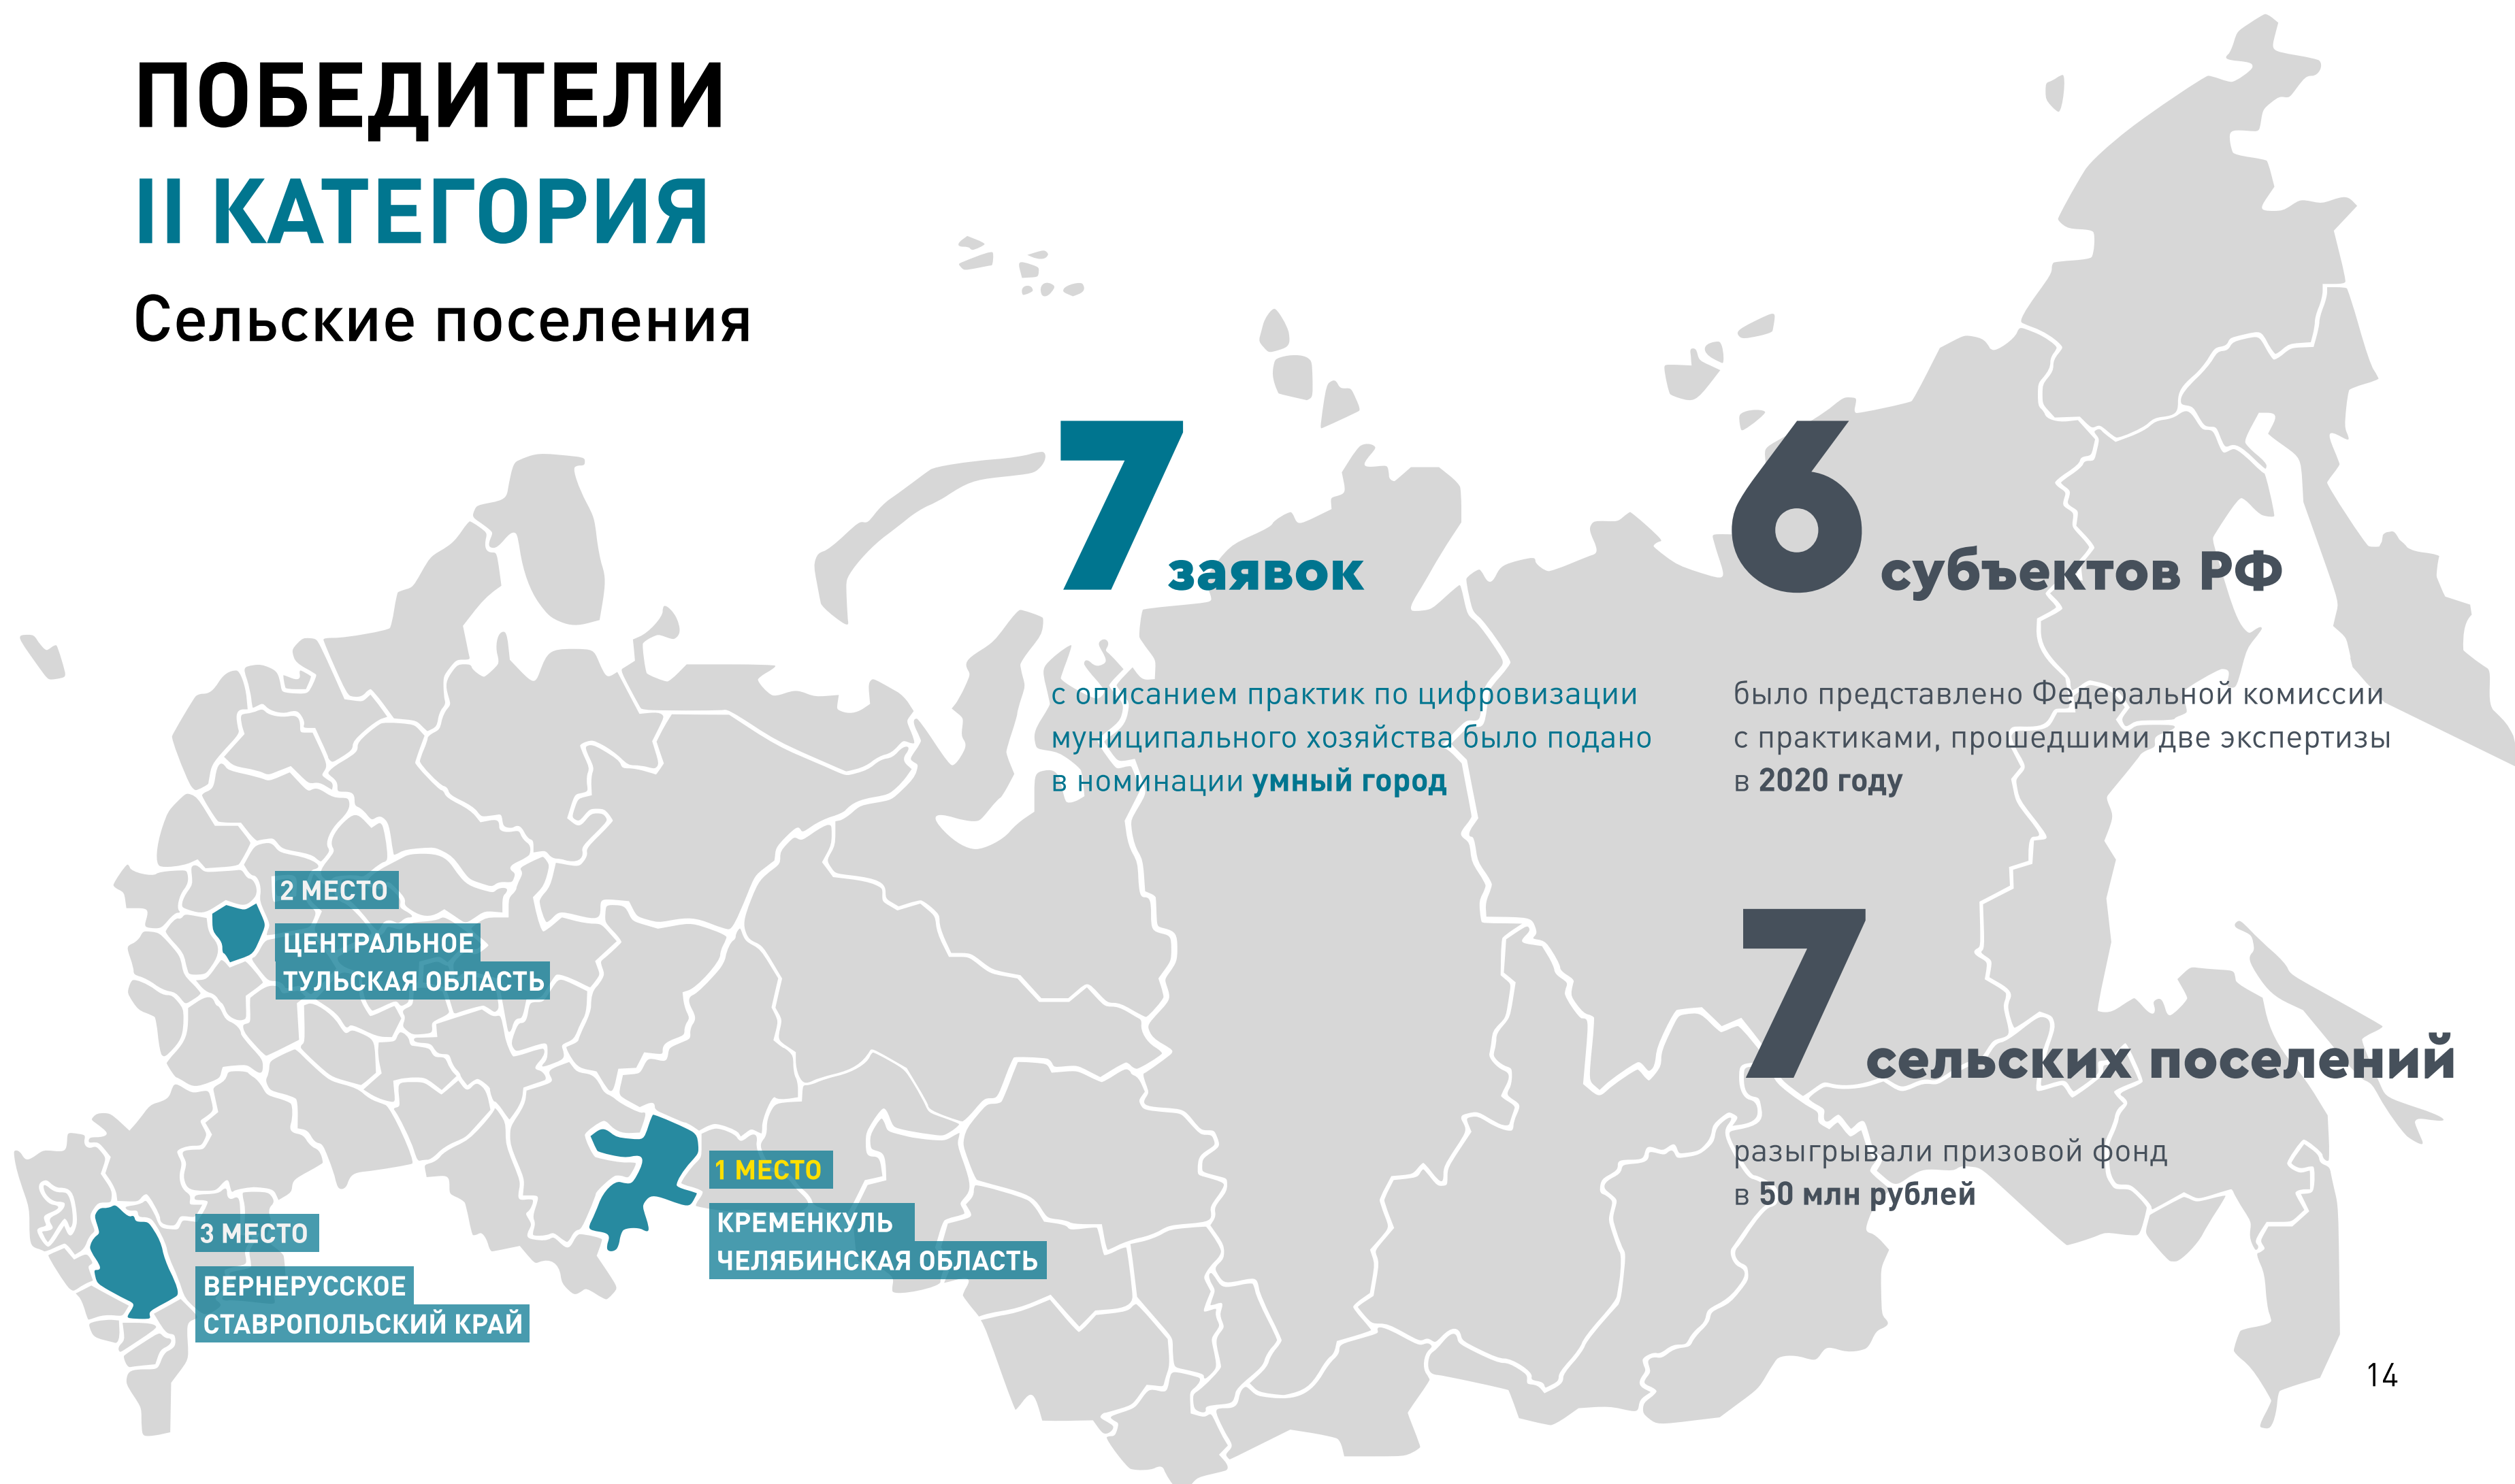 ПОБЕДИТЕЛИ
II КАТЕГОРИЯ
Сельские поселения
7 заявок
с описанием практик по цифровизации
муниципального хозяйства было подано
в номинации умный город
6 субъектов РФ
было представлено Федеральной комиссии
с практиками, прошедшими две экспертизы
в 2020 году
7 сельских поселений
разыгрывали призовой фонд
в 50 млн рублей
2 МЕСТО
ЦЕНТРАЛЬНОЕ
ТУЛЬСКАЯ ОБЛАСТЬ
1 МЕСТО
КРЕМЕНКУЛЬ
ЧЕЛЯБИНСКАЯ ОБЛАСТЬ
3 МЕСТО
ВЕРНЕРУССКОЕ
СТАВРОПОЛЬСКИЙ КРАЙ
14